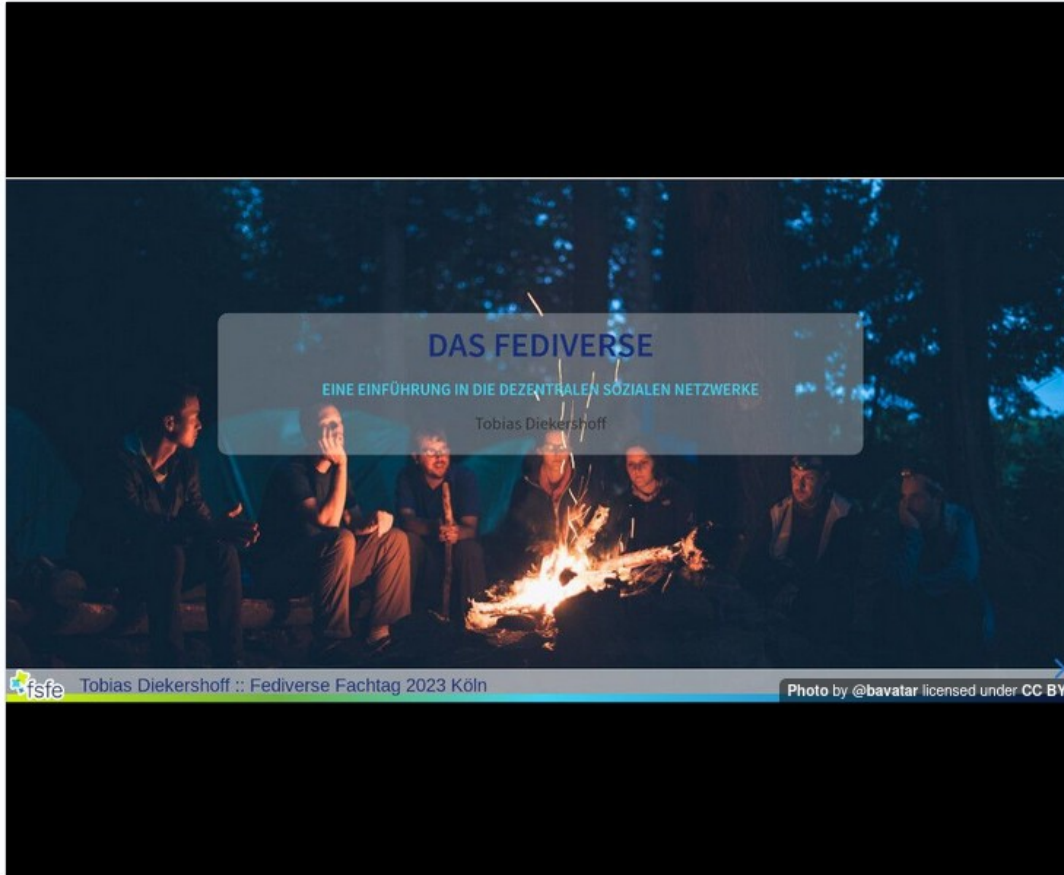 DAS FEDIVERSE
EINE EINFÜHRUNG IN DIE DEZENTRALEN SOZIALEN NETZWERKE
Tobias Diekershoff
fsfe
Tobias Diekershoff :: Fediverse Fachtag 2023 Köln
Photo by @bavatar licensed under CC BY